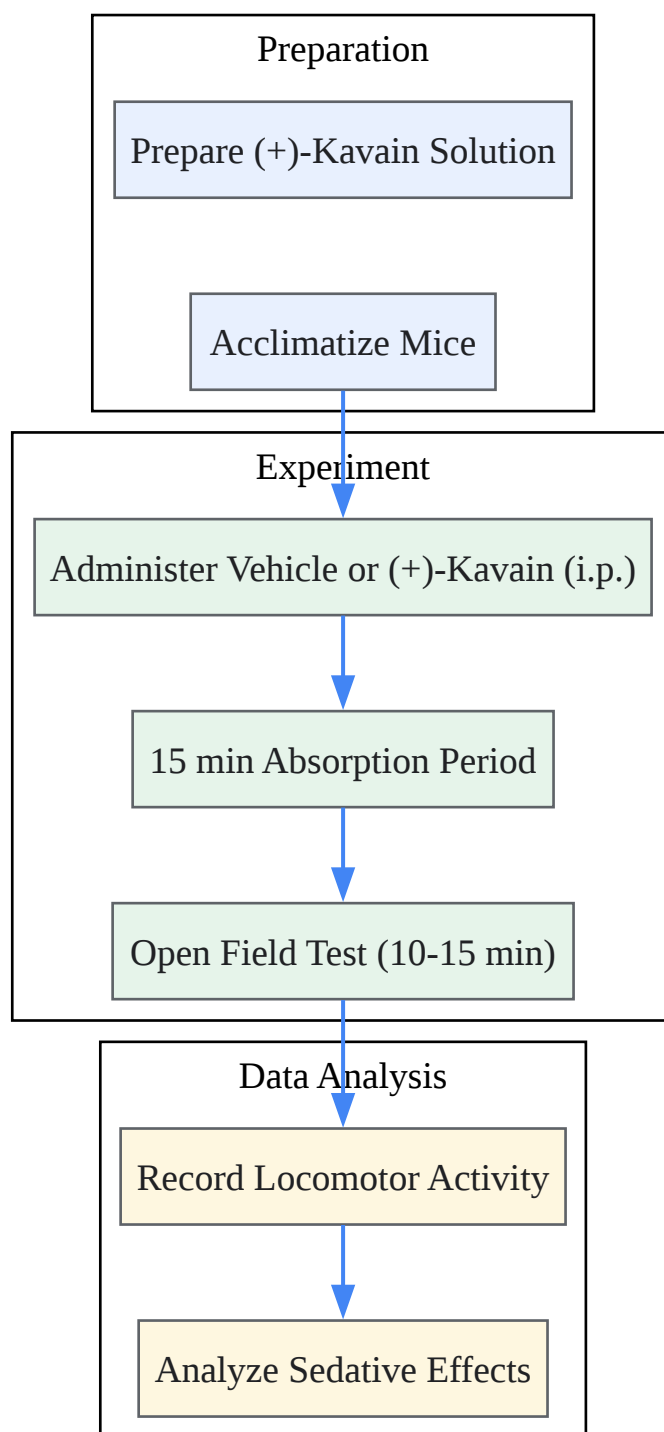 Preparation
Prepare (+)-Kavain Solution
Acclimatize Mice
Experiment
Administer Vehicle or (+)-Kavain (i.p.)
15 min Absorption Period
Open Field Test (10-15 min)
Data Analysis
Record Locomotor Activity
Analyze Sedative Effects